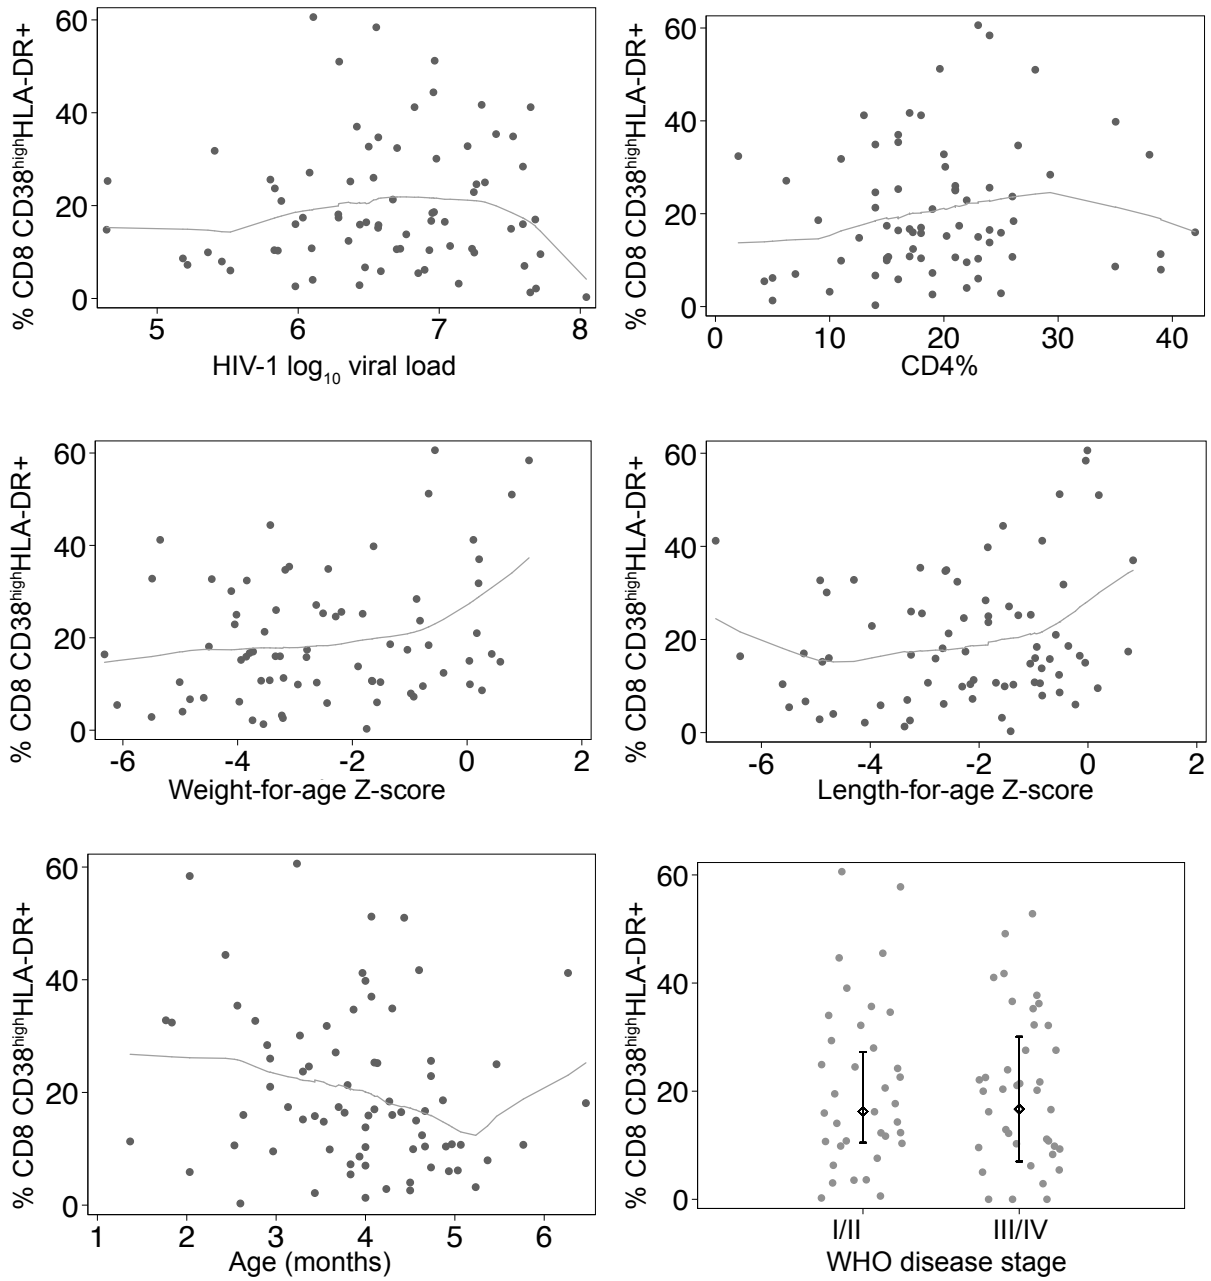 % CD8 CD38highHLA-DR+
60
40
20
0
5 6 7 8
HIV-1 log10 viral load
% CD8 CD38highHLA-DR+
60
40
20
0
0 10 20 30 40
CD4%
% CD8 CD38highHLA-DR+
60
40
20
0
-6 -4 -2 0 2
Weight-for-age Z-score
% CD8 CD38highHLA-DR+
60
40
20
0
-6 -4 -2 0 2
Length-for-age Z-score
% CD8 CD38highHLA-DR+
60
40
20
0
1 2 3 4 5 6
Age (months)
% CD8 CD38highHLA-DR+
60
40
20
0
I/II III/IV
WHO disease stage